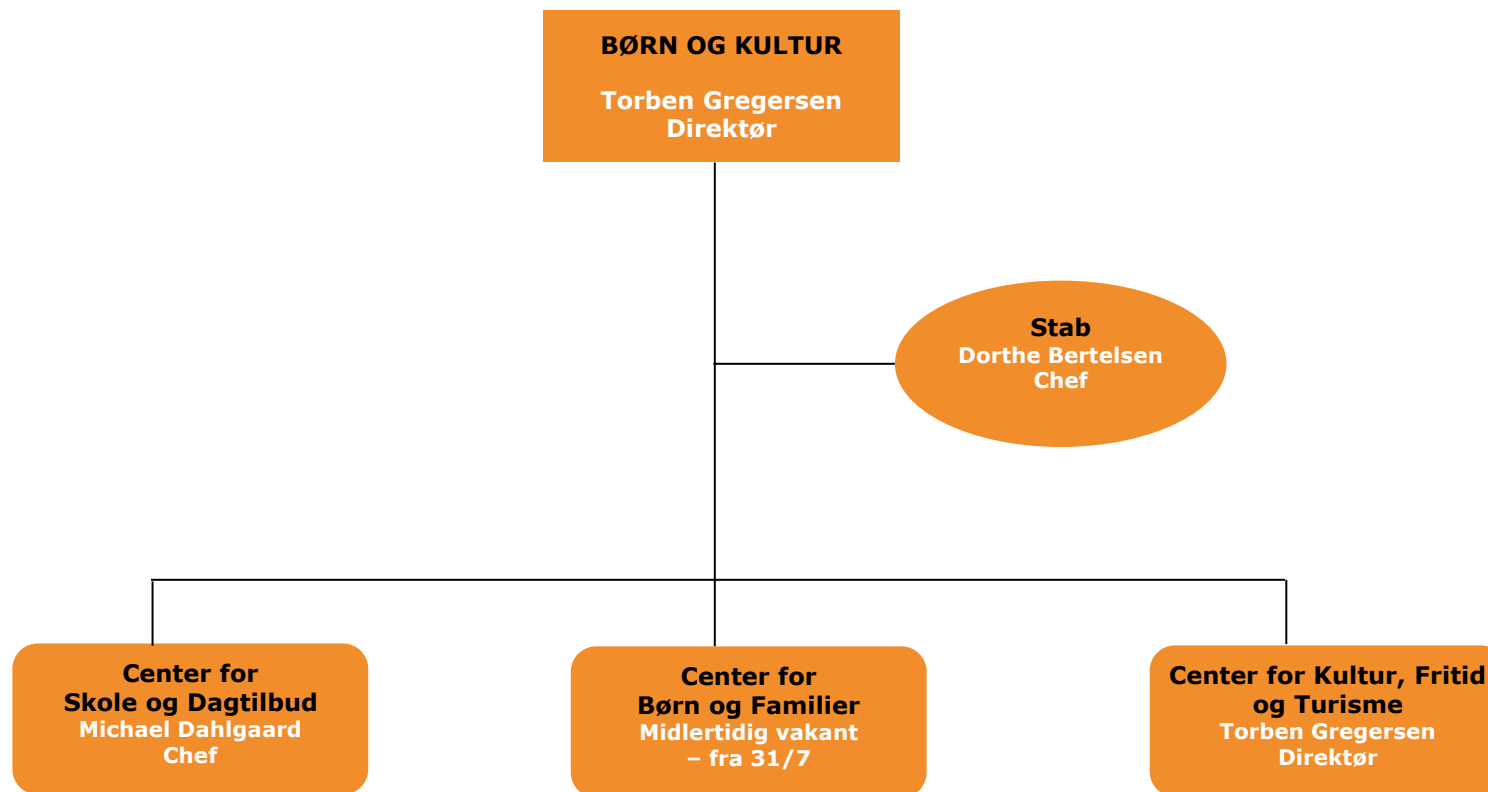 BØRN OG KULTUR
Torben Gregersen
Direktør
Stab
Dorthe Bertelsen
Chef
Center for
Skole og Dagtilbud
Michael Dahlgaard
Chef
Center for
Børn og Familier
Midlertidig vakant
– fra 31/7
Center for Kultur, Fritid
og Turisme
Torben Gregersen
Direktør